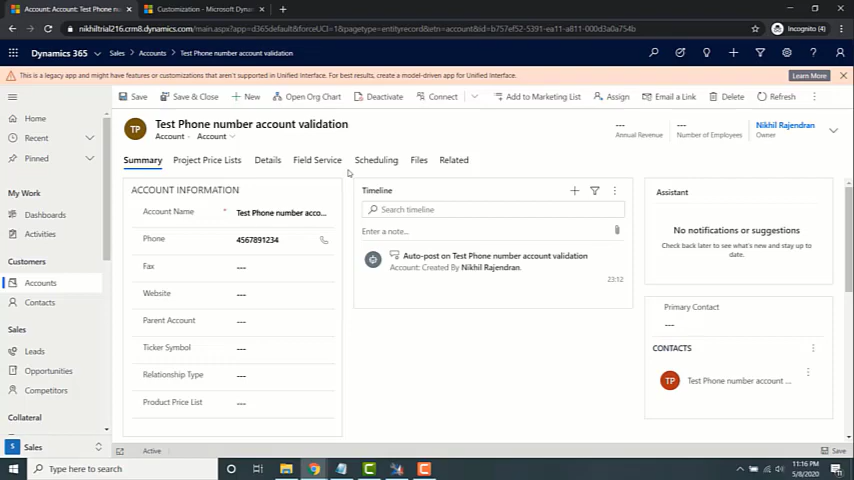 Account: Account: Test Phone nu
Customization - Microsoft Dynam
nikhiltrial216.crm8.dynamics.com/main.aspx?app=d365default&forceUCI=1&pagetype=entityrecord&etn=account&id=b757ef52-5391-ea11-a811-000d3a0a754b
Incognito (4)
Dynamics 365
Sales > Accounts > Test Phone number account validation
This is a legacy app and might have features or customizations that aren't supported in Unified Interface. For best results, create a model-driven app for Unified Interface.
Learn More
Save
Save & Close
New
Open Org Chart
Deactivate
Connect
Add to Marketing List
Assign
Email a Link
Delete
Refresh
Home
Recent
Pinned
My Work
Dashboards
Activities
Customers
Accounts
Contacts
Sales
Leads
Opportunities
Competitors
Collateral
S Sales
TP
Test Phone number account validation
Account · Account
---
Annual Revenue
---
Number of Employees
Nikhil Rajendran
Owner
Summary
Project Price Lists
Details
Field Service
Scheduling
Files
Related
ACCOUNT INFORMATION
Account Name * Test Phone number acco...
Phone 4567891234
Fax ---
Website ---
Parent Account ---
Ticker Symbol ---
Relationship Type ---
Product Price List ---
Timeline
Search timeline
Enter a note...
Auto-post on Test Phone number account validation
Account: Created By Nikhil Rajendran.
23:12
Assistant
No notifications or suggestions
Check back later to see what's new and stay up to
date.
Primary Contact
---
CONTACTS
TP Test Phone number account ...
Active
Save
Type here to search
11:16 PM
5/8/2020